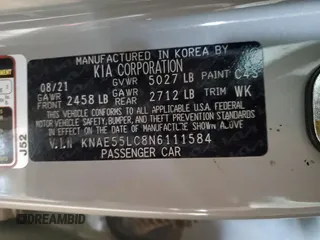 MANUFACTURED IN KOREA BY
KIA CORPORATION
08/21 GVWR 5027 LB PAINT C4S
GAWR FRONT 2458 LB GAWR REAR 2712 LB TRIM WK
THIS VEHICLE CONFORMS TO ALL APPLICABLE U.S.A. FEDERAL
MOTOR VEHICLE SAFETY, BUMPER, AND THEFT PREVENTION
STANDARDS IN EFFECT ON THE DATE OF MANUFACTURE SHOWN ABOVE
V.I.N KNAE55LC8N6111584
PASSENGER CAR
J52
© DREAMBID